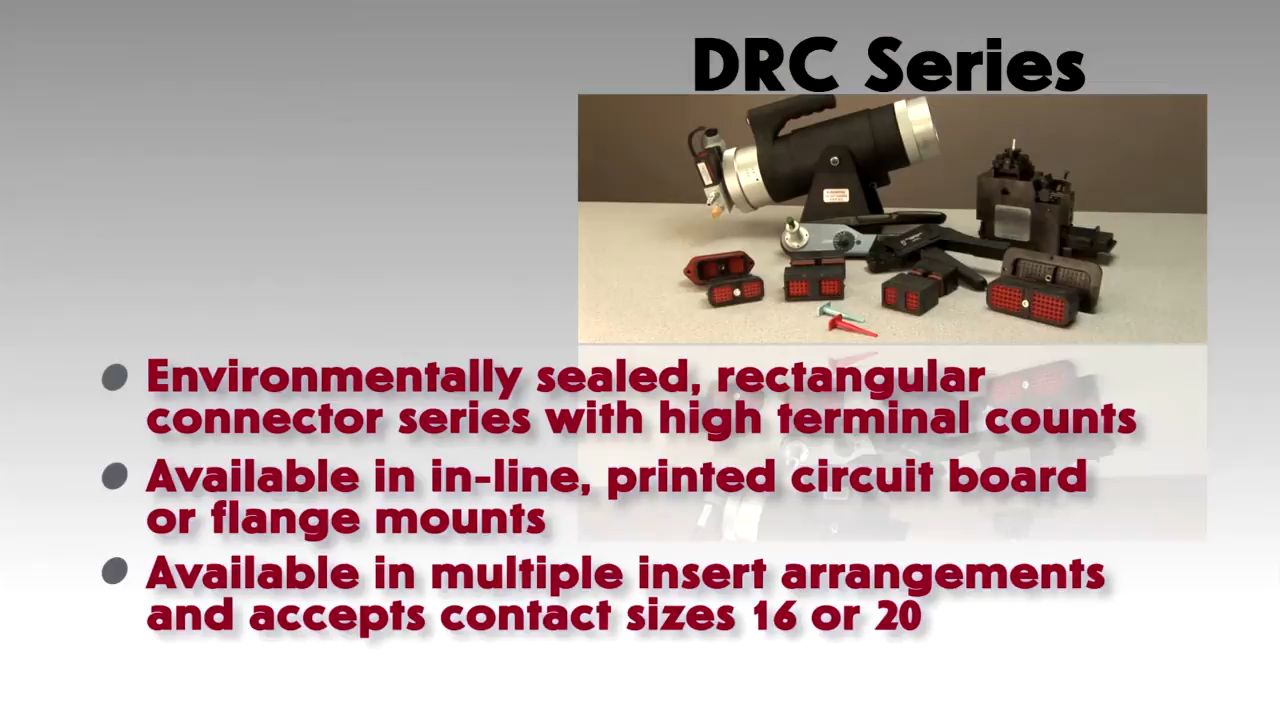 DRC Series
Environmentally sealed, rectangular
connector series with high terminal counts
Available in in-line, printed circuit board
or flange mounts
Available in multiple insert arrangements
and accepts contact sizes 16 or 20